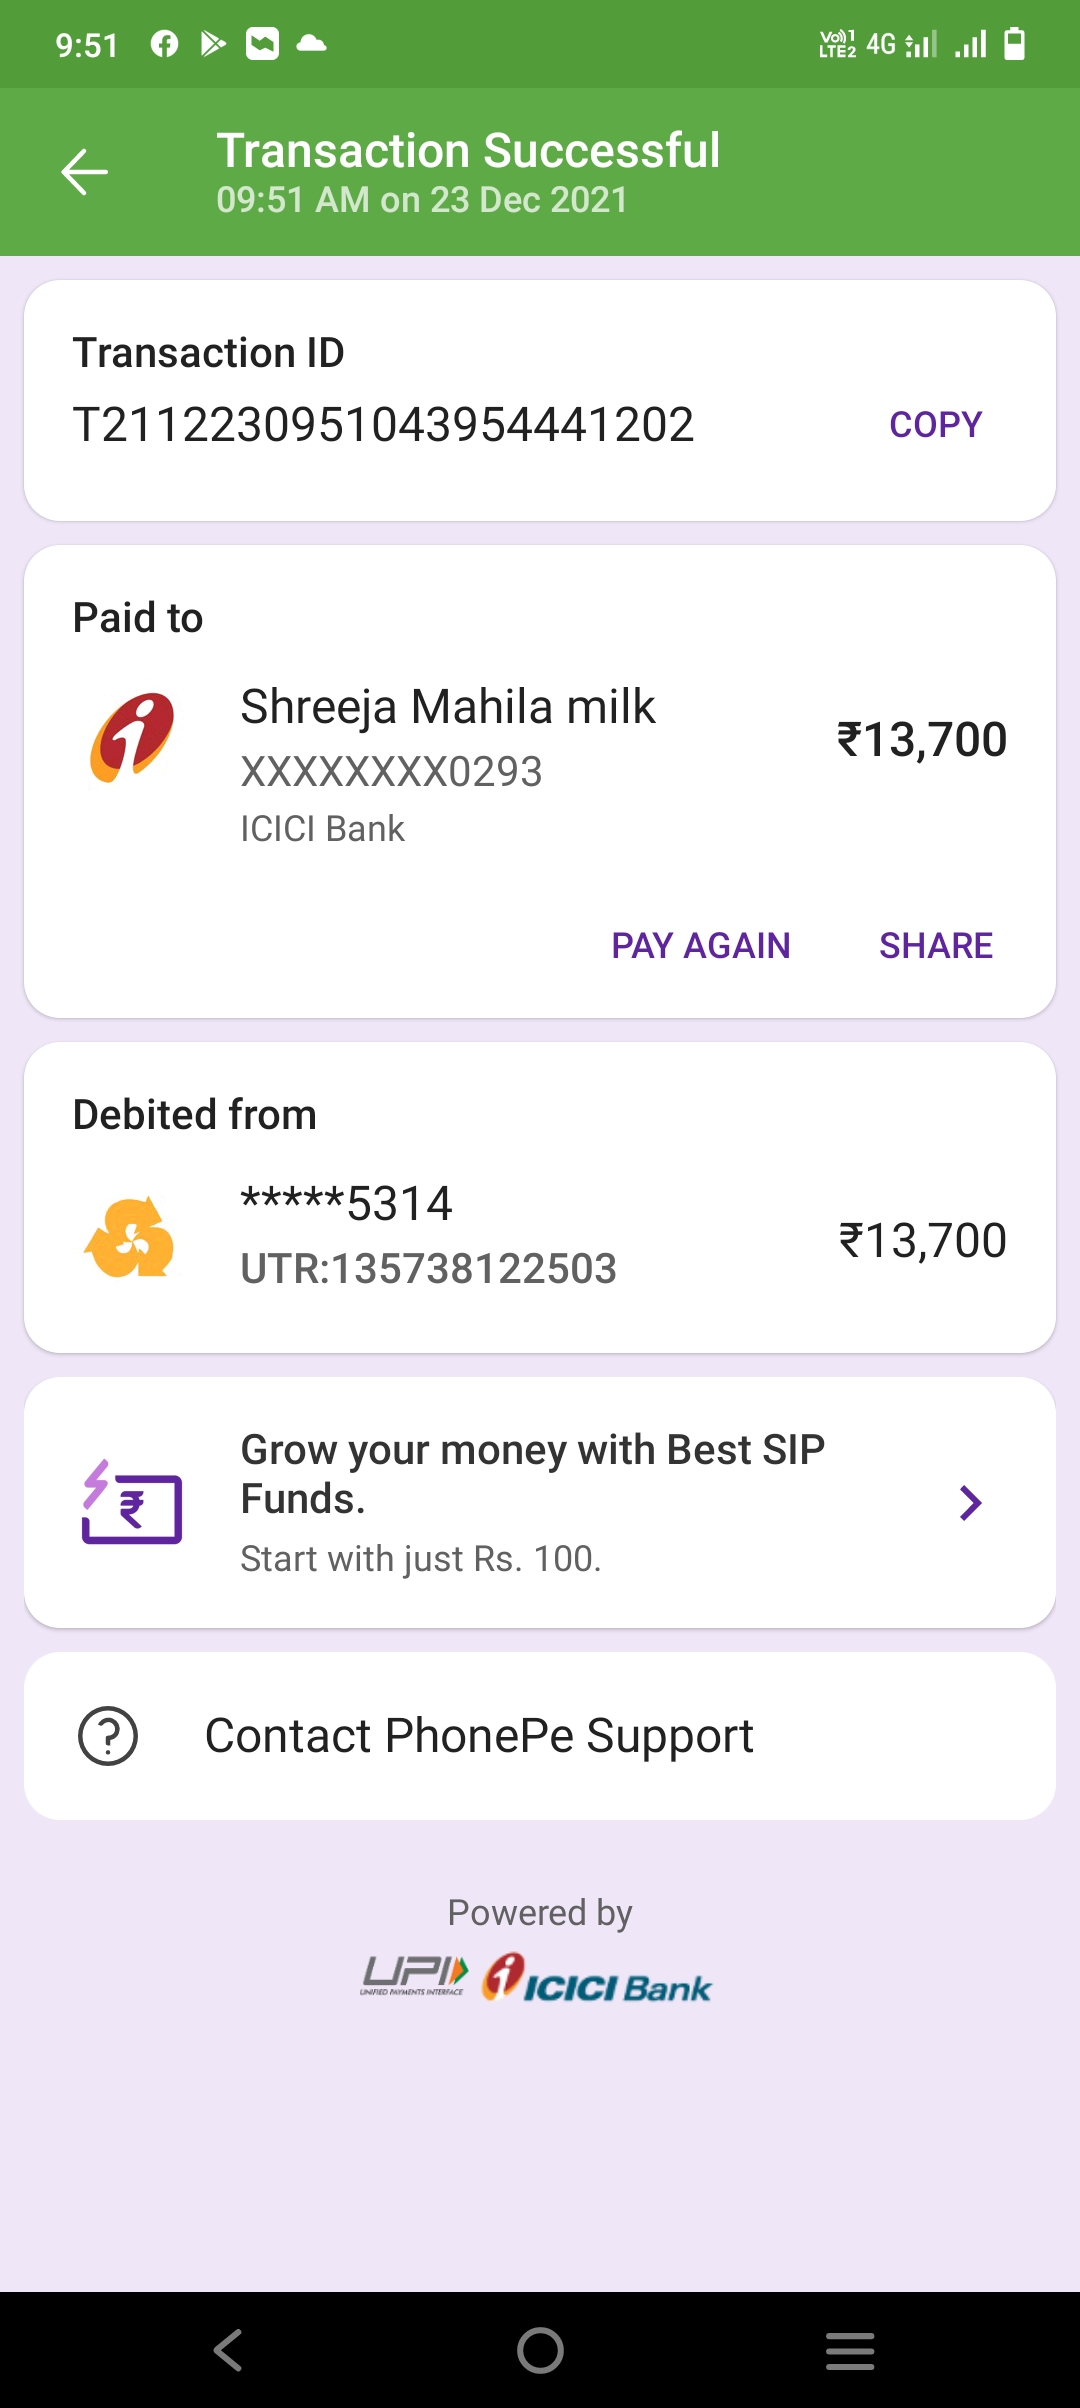 9:51
Vo)) 1
LTE2 4G
Transaction Successful
09:51 AM on 23 Dec 2021
Transaction ID
T2112230951043954441202 COPY
Paid to
Shreeja Mahila milk
XXXXXXXX0293
ICICI Bank
₹13,700
PAY AGAIN SHARE
Debited from
*****5314
UTR:135738122503
₹13,700
Grow your money with Best SIP
Funds.
Start with just Rs. 100.
Contact PhonePe Support
Powered by
UPI ICICI Bank
UNIFIED PAYMENTS INTERFACE